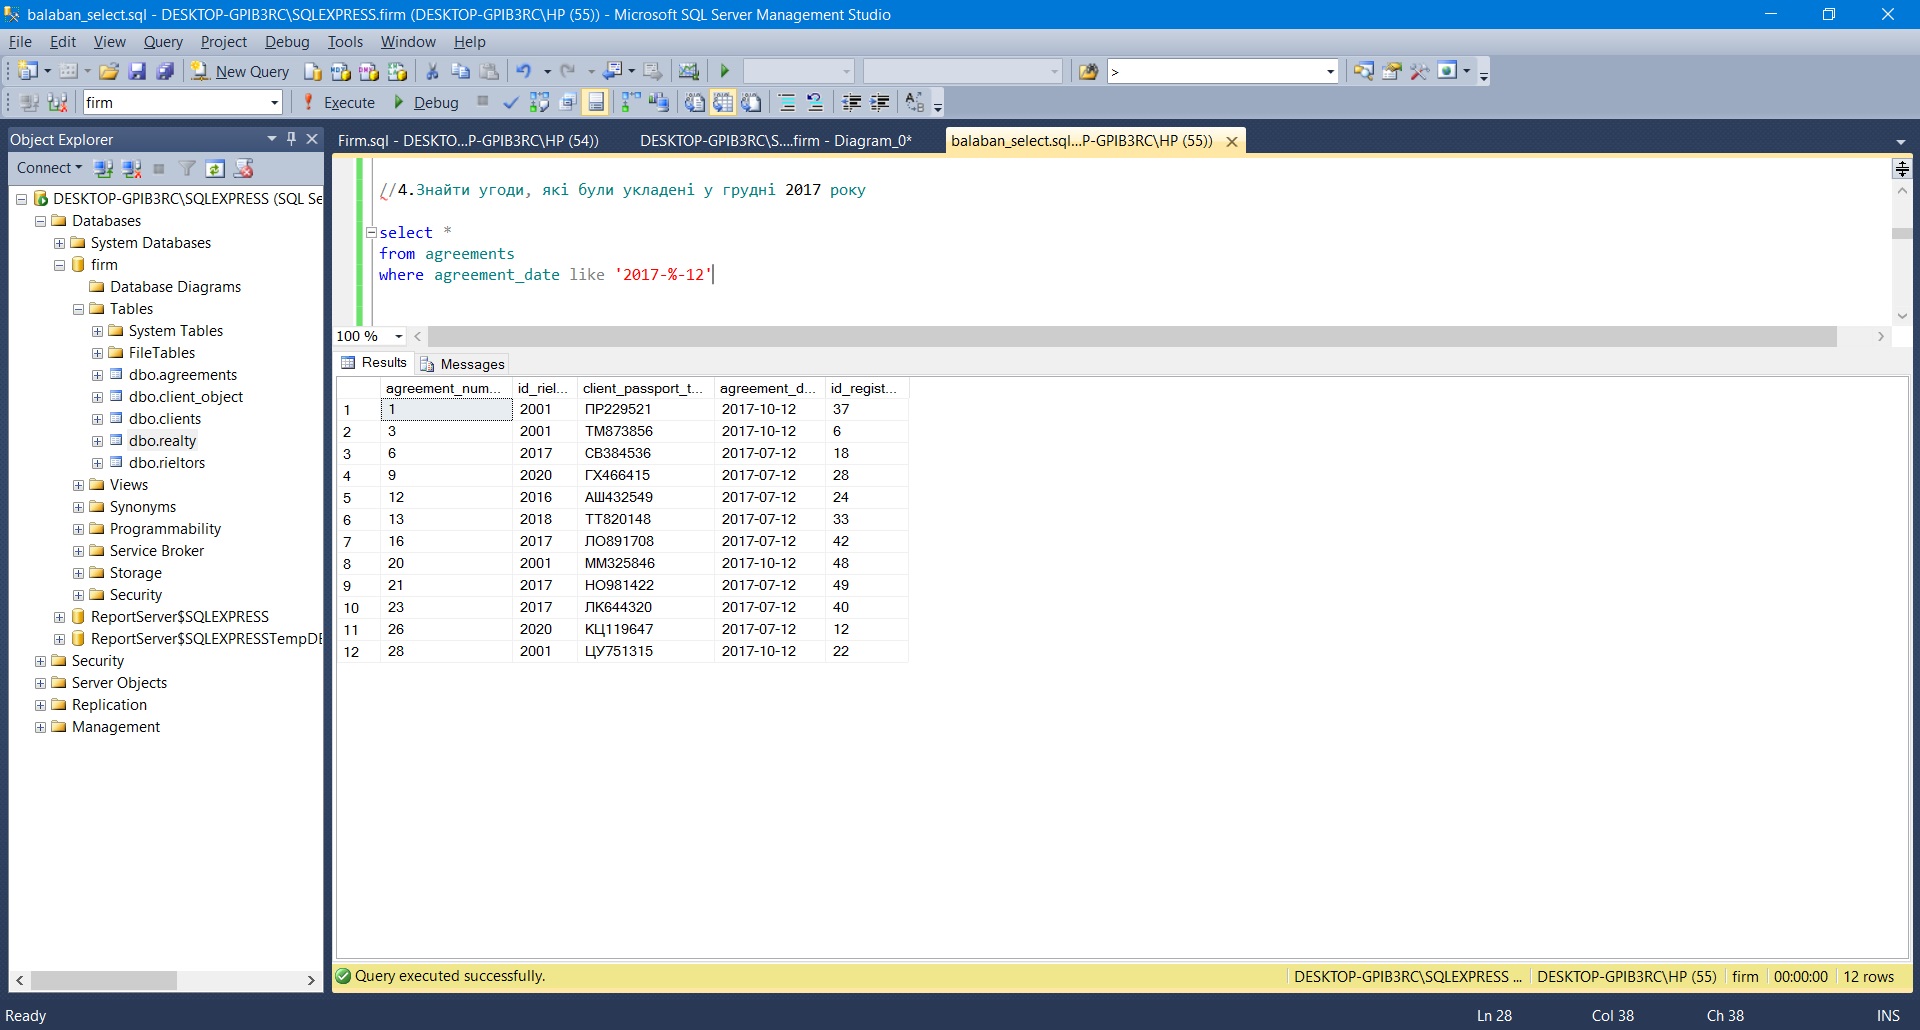 balaban_select.sql - DESKTOP-GPIB3RC\SQLEXPRESS.firm (DESKTOP-GPIB3RC\HP (55)) - Microsoft SQL Server Management Studio
File Edit View Query Project Debug Tools Window Help
New Query >
firm Execute Debug
Object Explorer
Firm.sql - DESKTO...P-GPIB3RC\HP (54)) DESKTOP-GPIB3RC\S....firm - Diagram_0* balaban_select.sql...P-GPIB3RC\HP (55))
Connect
DESKTOP-GPIB3RC\SQLEXPRESS (SQL Se
Databases
System Databases
firm
Database Diagrams
Tables
System Tables
FileTables
dbo.agreements
dbo.client_object
dbo.clients
dbo.realty
dbo.rieltors
Views
Synonyms
Programmability
Service Broker
Storage
Security
ReportServer$SQLEXPRESS
ReportServer$SQLEXPRESSTempDE
Security
Server Objects
Replication
Management
//4.Знайти угоди, які були укладені у грудні 2017 року
select *
from agreements
where agreement_date like '2017-%-12'
100 %
Results Messages
agreement_num... id_riel... client_passport_t... agreement_d... id_regist...
1 1 2001 ПР229521 2017-10-12 37
2 3 2001 ТМ873856 2017-10-12 6
3 6 2017 СВ384536 2017-07-12 18
4 9 2020 ГХ466415 2017-07-12 28
5 12 2016 АШ432549 2017-07-12 24
6 13 2018 ТТ820148 2017-07-12 33
7 16 2017 ЛО891708 2017-07-12 42
8 20 2001 ММ325846 2017-10-12 48
9 21 2017 НО981422 2017-07-12 49
10 23 2017 ЛК644320 2017-07-12 40
11 26 2020 КЦ119647 2017-07-12 12
12 28 2001 ЦУ751315 2017-10-12 22
Query executed successfully. DESKTOP-GPIB3RC\SQLEXPRESS ... DESKTOP-GPIB3RC\HP (55) firm 00:00:00 12 rows
Ready Ln 28 Col 38 Ch 38 INS